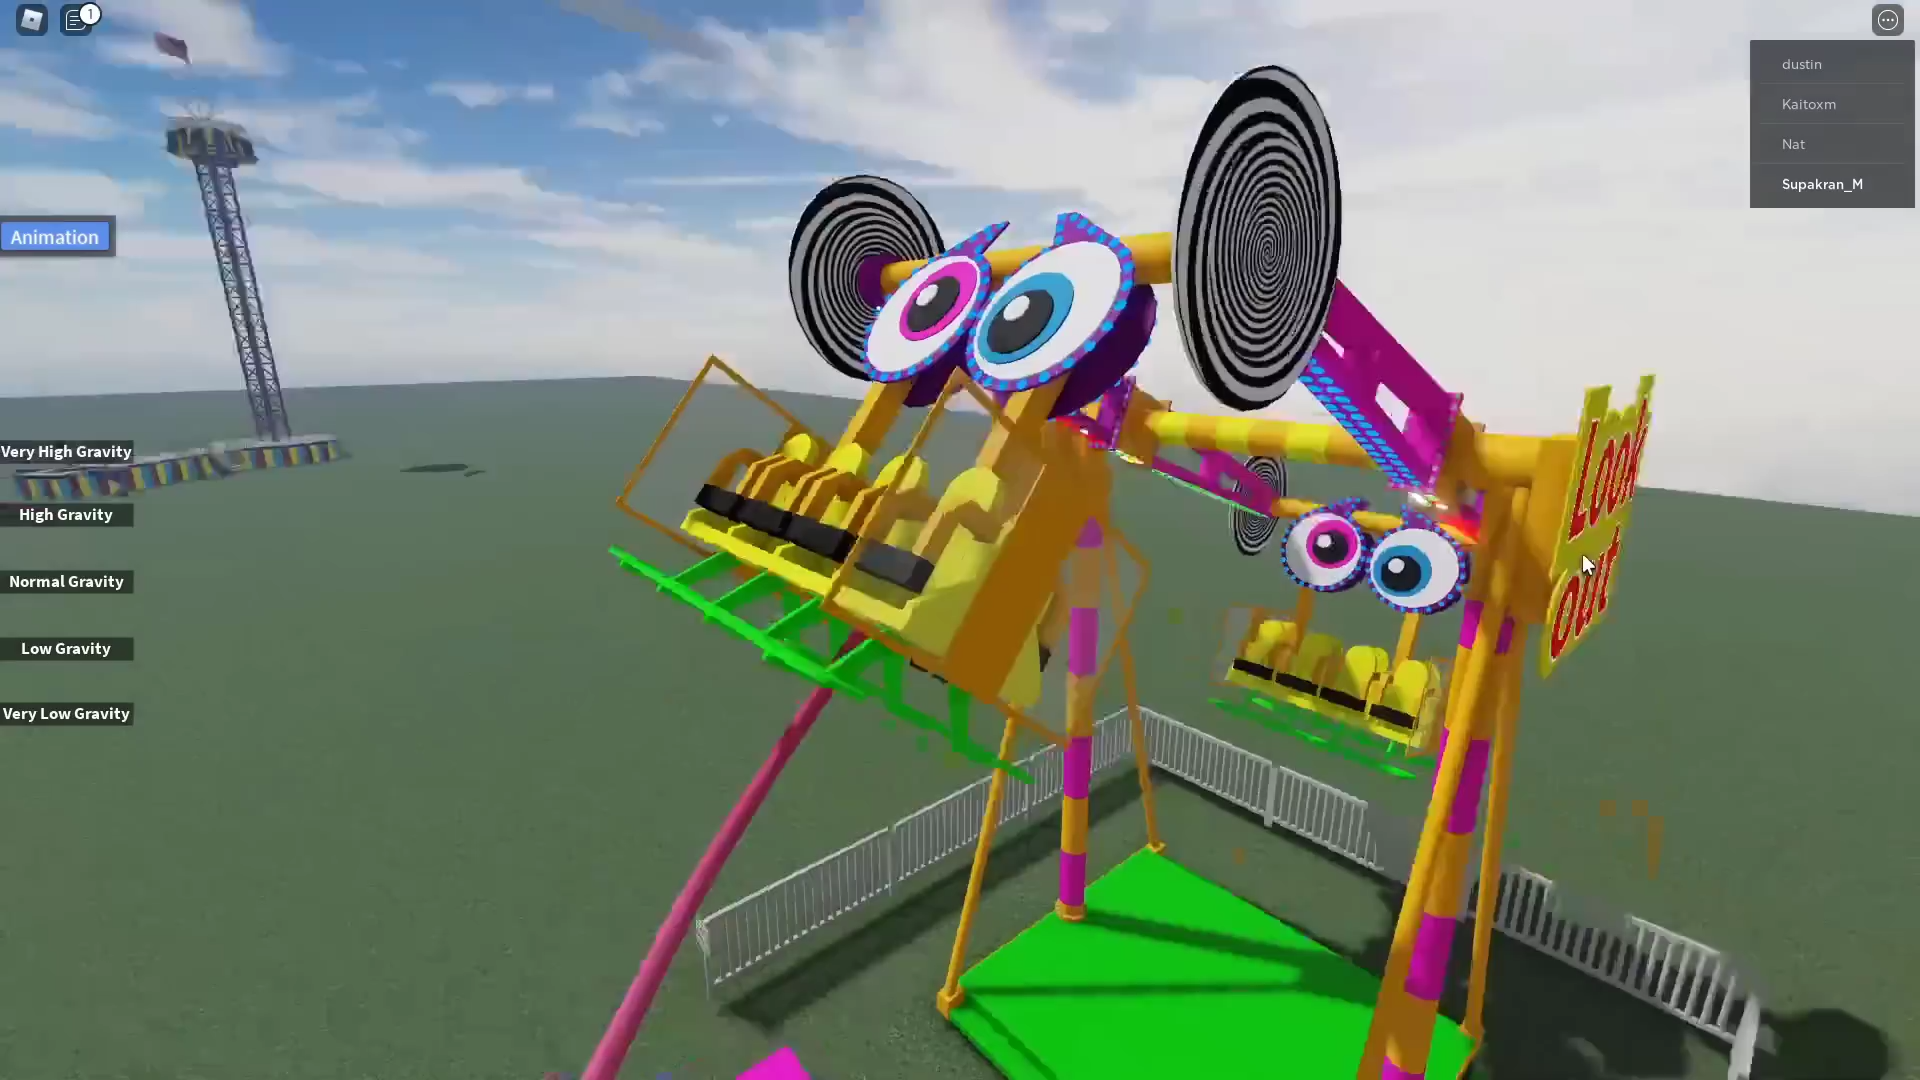 1
dustin
Kaitoxm
Nat
Supakran_M
Animation
Very High Gravity
High Gravity
Normal Gravity
Low Gravity
Very Low Gravity
Look
out